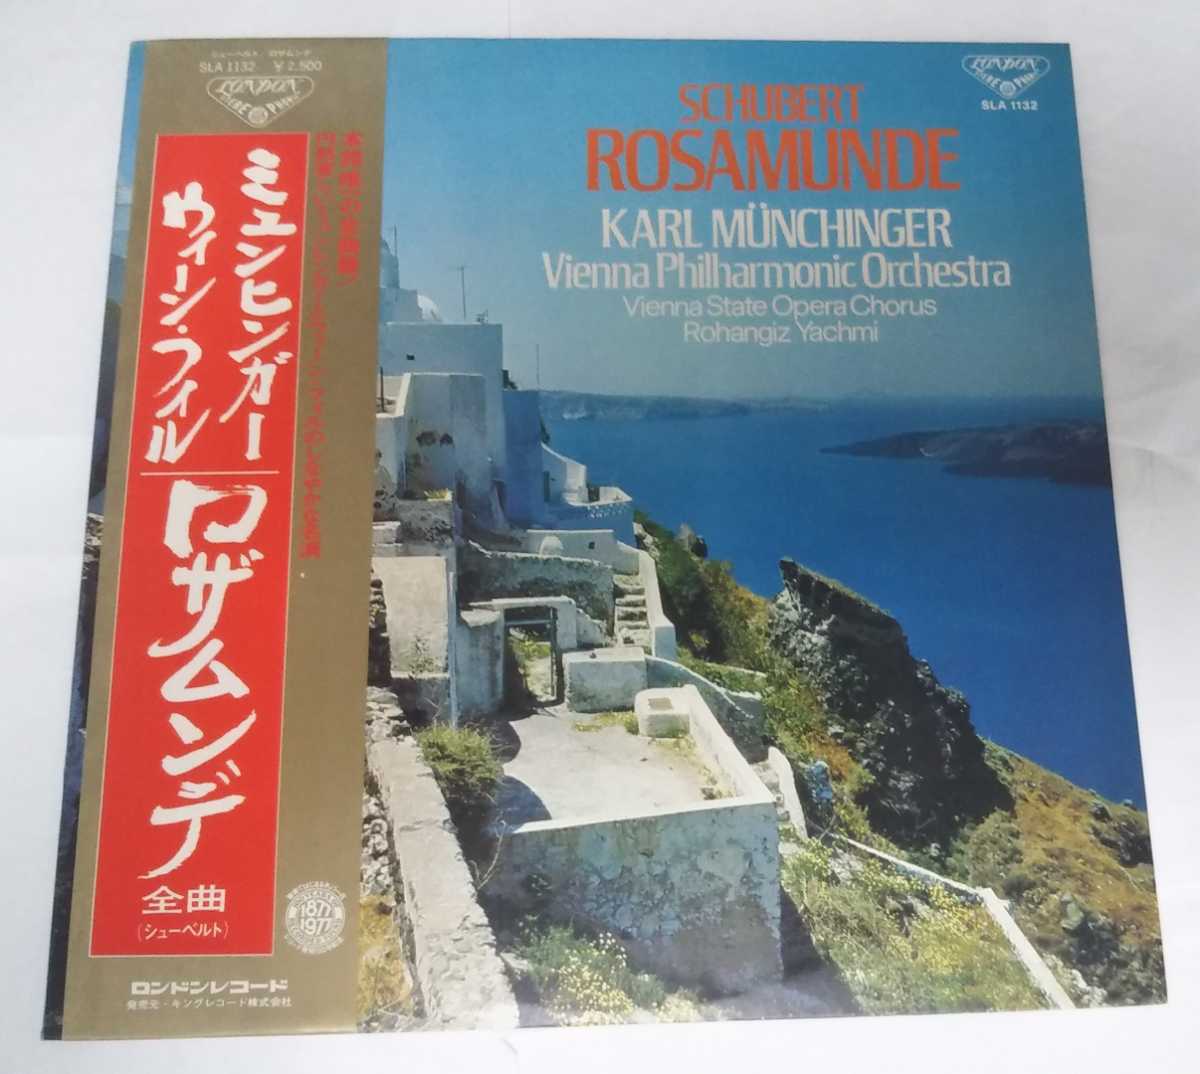 シューベルト ロザムンデ
SLA 1132 ¥2,500
LONDON
ミュンヒンガー
ウィーン・フィル
ロザムンデ
全曲
(シューベルト)
1877
1977
ロンドンレコード
発売元・キングレコード株式会社
LONDON
SLA 1132
SCHUBERT
ROSAMUNDE
KARL MÜNCHINGER
Vienna Philharmonic Orchestra
Vienna State Opera Chorus
Rohangiz Yachmi